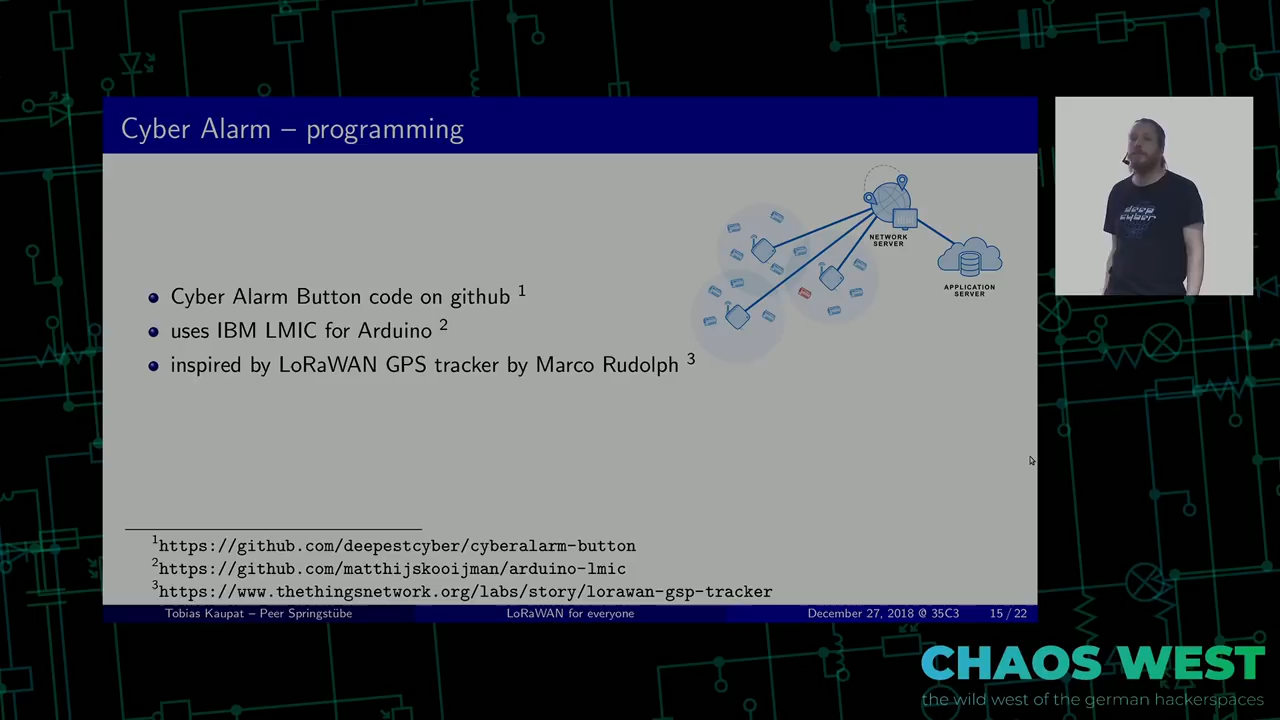 Cyber Alarm – programming
NETWORK
SERVER
APPLICATION
SERVER
Cyber Alarm Button code on github 1
uses IBM LMIC for Arduino 2
inspired by LoRaWAN GPS tracker by Marco Rudolph 3
1https://github.com/deepestcyber/cyberalarm-button
2https://github.com/matthijskooijman/arduino-lmic
3https://www.thethingsnetwork.org/labs/story/lorawan-gsp-tracker
Tobias Kaupat – Peer Springstübe
LoRaWAN for everyone
December 27, 2018 @ 35C3
15 / 22
deep
cyber
CHAOS WEST
the wild west of the german hackerspaces